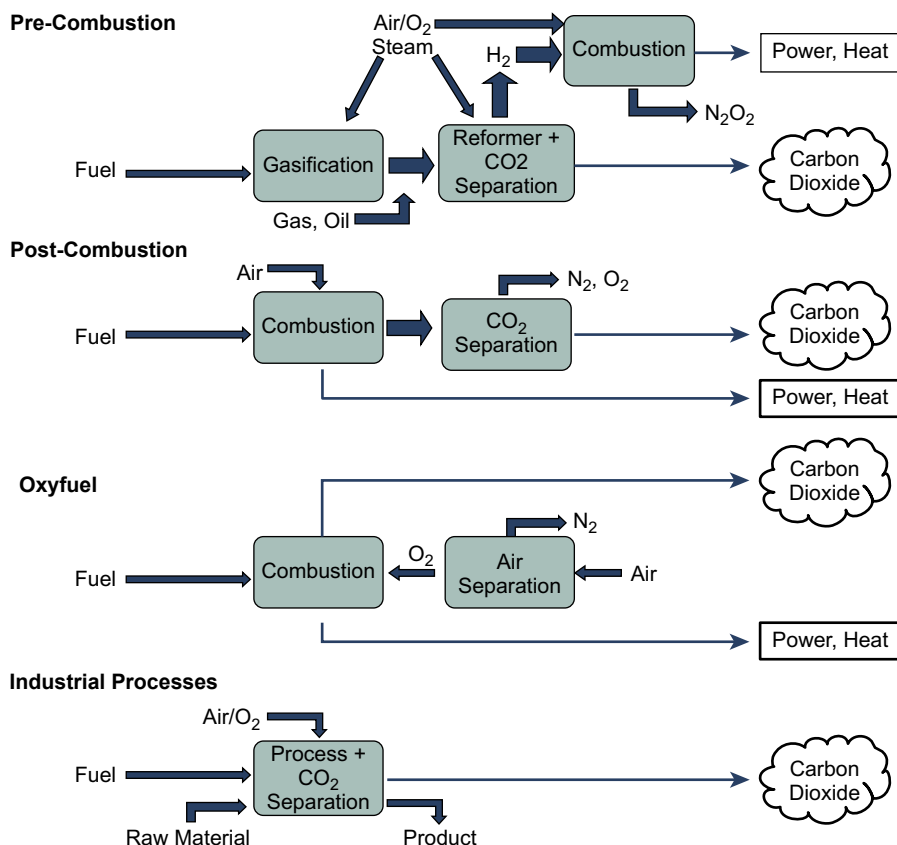 Pre-Combustion
Air/O₂
Steam
H₂
Combustion
Power, Heat
N₂O₂
Fuel
Gasification
Reformer +
CO2
Separation
Carbon
Dioxide
Gas, Oil
Post-Combustion
Air
N₂, O₂
Fuel
Combustion
CO₂
Separation
Carbon
Dioxide
Power, Heat
Oxyfuel
Carbon
Dioxide
N₂
Fuel
Combustion
O₂
Air
Separation
Air
Power, Heat
Industrial Processes
Air/O₂
Fuel
Process +
CO₂
Separation
Carbon
Dioxide
Raw Material
Product